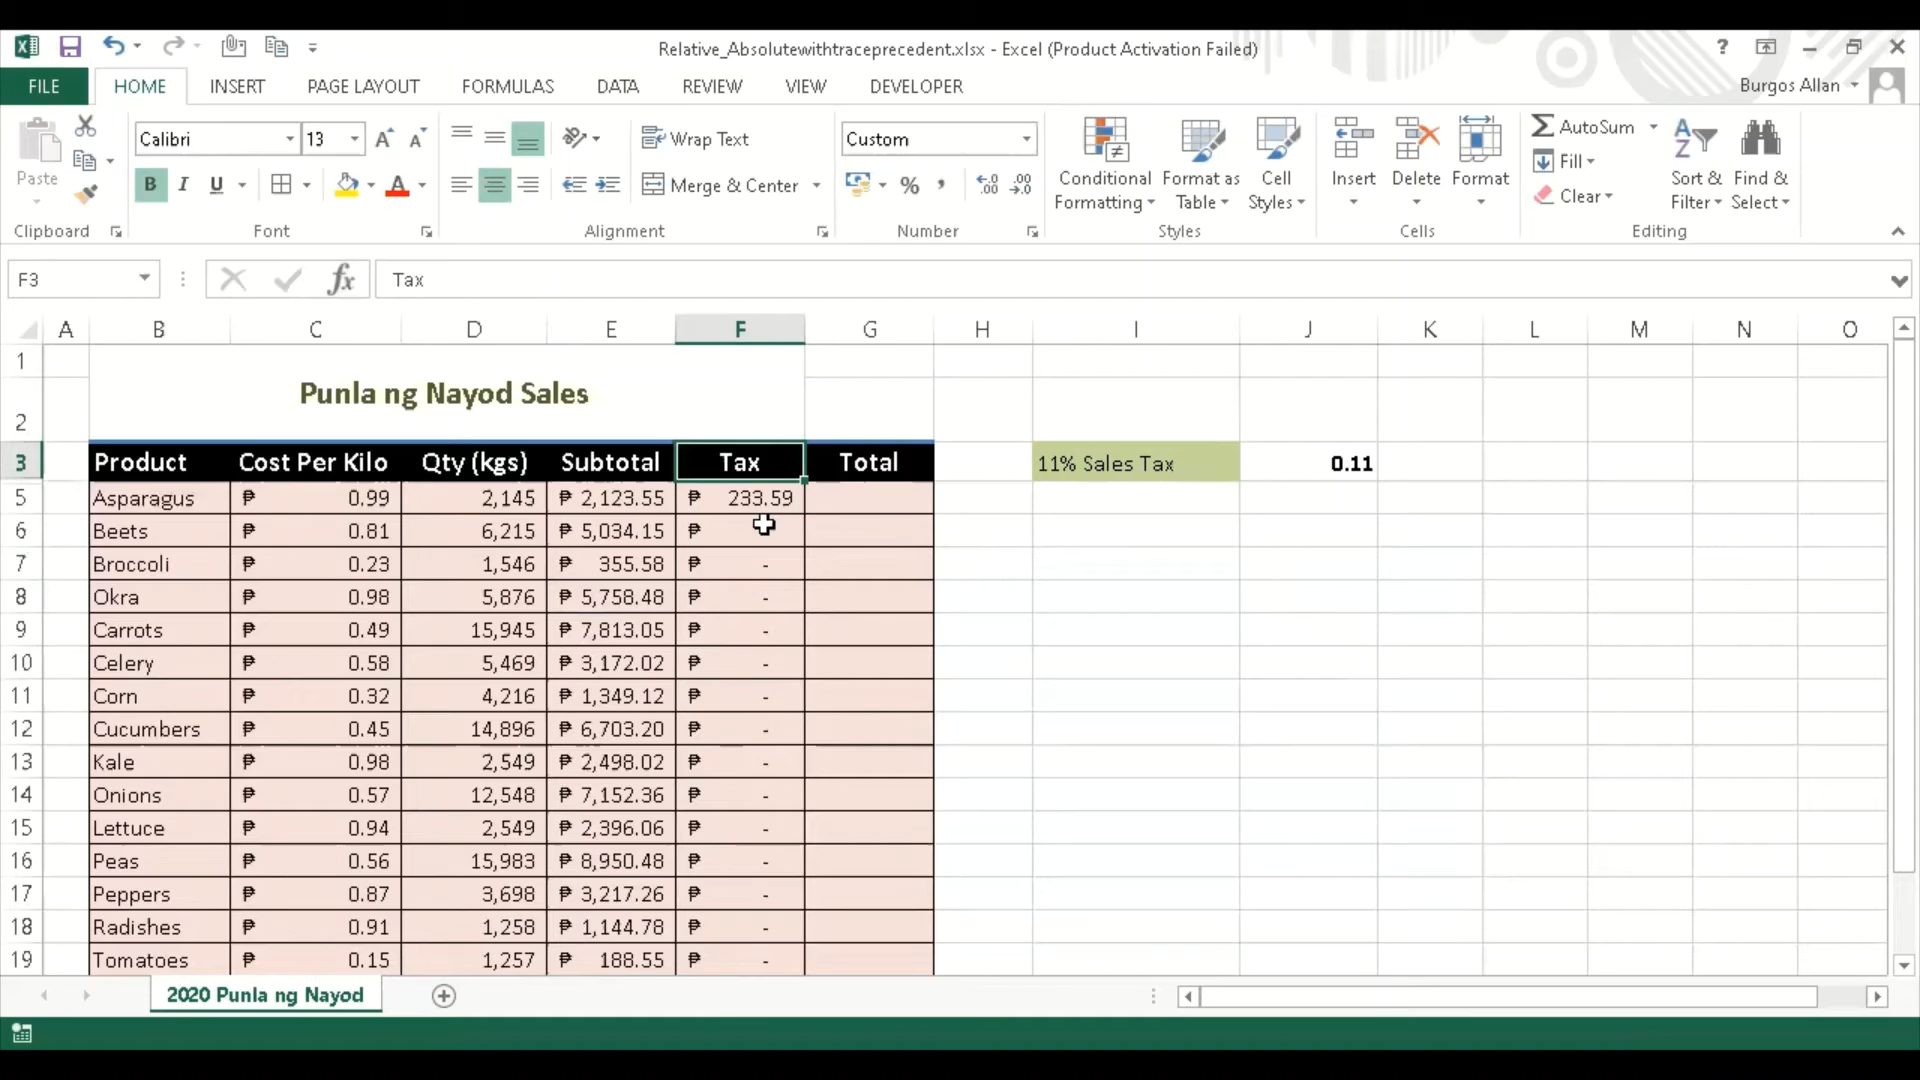 Relative_Absolutewithtraceprecedent.xlsx - Excel (Product Activation Failed)
?
FILE HOME INSERT PAGE LAYOUT FORMULAS DATA REVIEW VIEW DEVELOPER Burgos Allan
Paste
Calibri 13
B I U
Wrap Text
Merge & Center
Custom
% ,
Conditional Formatting
Format as Table
Cell Styles
Insert Delete Format
AutoSum
Fill
Clear
Sort & Filter
Find & Select
Clipboard Font Alignment Number Styles Cells Editing
F3 fx Tax
A B C D E F G H I J K L M N O
1
Punla ng Nayod Sales
2
3 Product Cost Per Kilo Qty (kgs) Subtotal Tax Total 11% Sales Tax 0.11
5 Asparagus ₱ 0.99 2,145 ₱ 2,123.55 ₱ 233.59
6 Beets ₱ 0.81 6,215 ₱ 5,034.15 ₱
7 Broccoli ₱ 0.23 1,546 ₱ 355.58 ₱ -
8 Okra ₱ 0.98 5,876 ₱ 5,758.48 ₱ -
9 Carrots ₱ 0.49 15,945 ₱ 7,813.05 ₱ -
10 Celery ₱ 0.58 5,469 ₱ 3,172.02 ₱ -
11 Corn ₱ 0.32 4,216 ₱ 1,349.12 ₱ -
12 Cucumbers ₱ 0.45 14,896 ₱ 6,703.20 ₱ -
13 Kale ₱ 0.98 2,549 ₱ 2,498.02 ₱ -
14 Onions ₱ 0.57 12,548 ₱ 7,152.36 ₱ -
15 Lettuce ₱ 0.94 2,549 ₱ 2,396.06 ₱ -
16 Peas ₱ 0.56 15,983 ₱ 8,950.48 ₱ -
17 Peppers ₱ 0.87 3,698 ₱ 3,217.26 ₱ -
18 Radishes ₱ 0.91 1,258 ₱ 1,144.78 ₱ -
19 Tomatoes ₱ 0.15 1,257 ₱ 188.55 ₱ -
2020 Punla ng Nayod